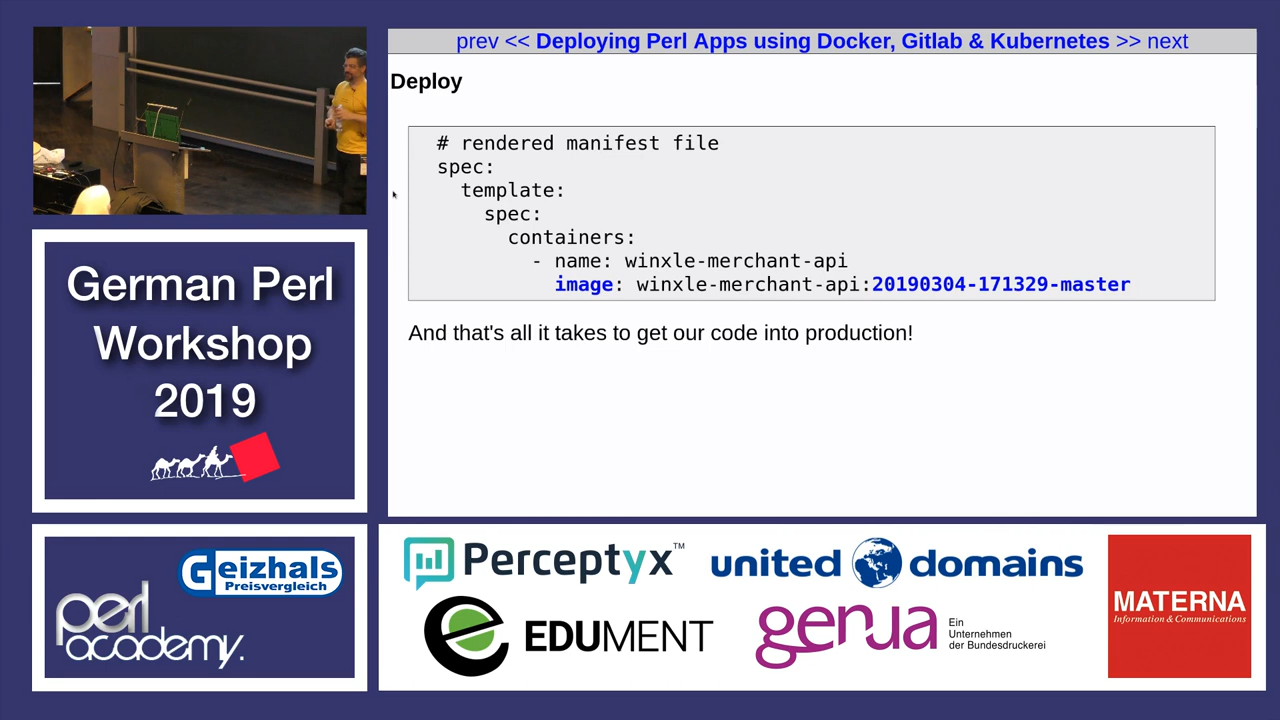 prev << Deploying Perl Apps using Docker, Gitlab & Kubernetes >> next
Deploy
# rendered manifest file
spec:
template:
spec:
containers:
- name: winxle-merchant-api
image: winxle-merchant-api:20190304-171329-master
And that's all it takes to get our code into production!
German Perl
Workshop
2019
Geizhals
Preisvergleich
perl
academy.
Perceptyx™
united domains
EDUMENT
genua
Ein
Unternehmen
der Bundesdruckerei
MATERNA
Information & Communications